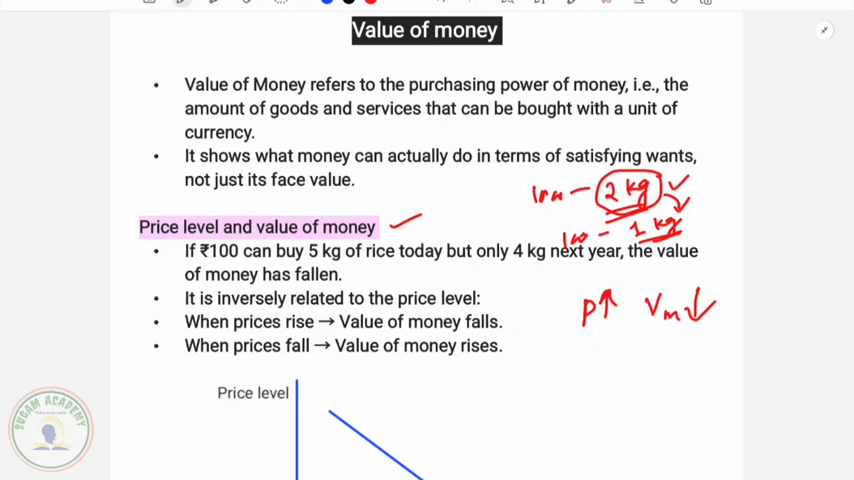 Value of money
• Value of Money refers to the purchasing power of money, i.e., the
amount of goods and services that can be bought with a unit of
currency.
• It shows what money can actually do in terms of satisfying wants,
not just its face value.
100 – 2 kg
100 – 1 kg
Price level and value of money
• If ₹100 can buy 5 kg of rice today but only 4 kg next year, the value
of money has fallen.
• It is inversely related to the price level:
• When prices rise → Value of money falls.
• When prices fall → Value of money rises.
P↑ Vm↓
Price level
SUGAM ACADEMY